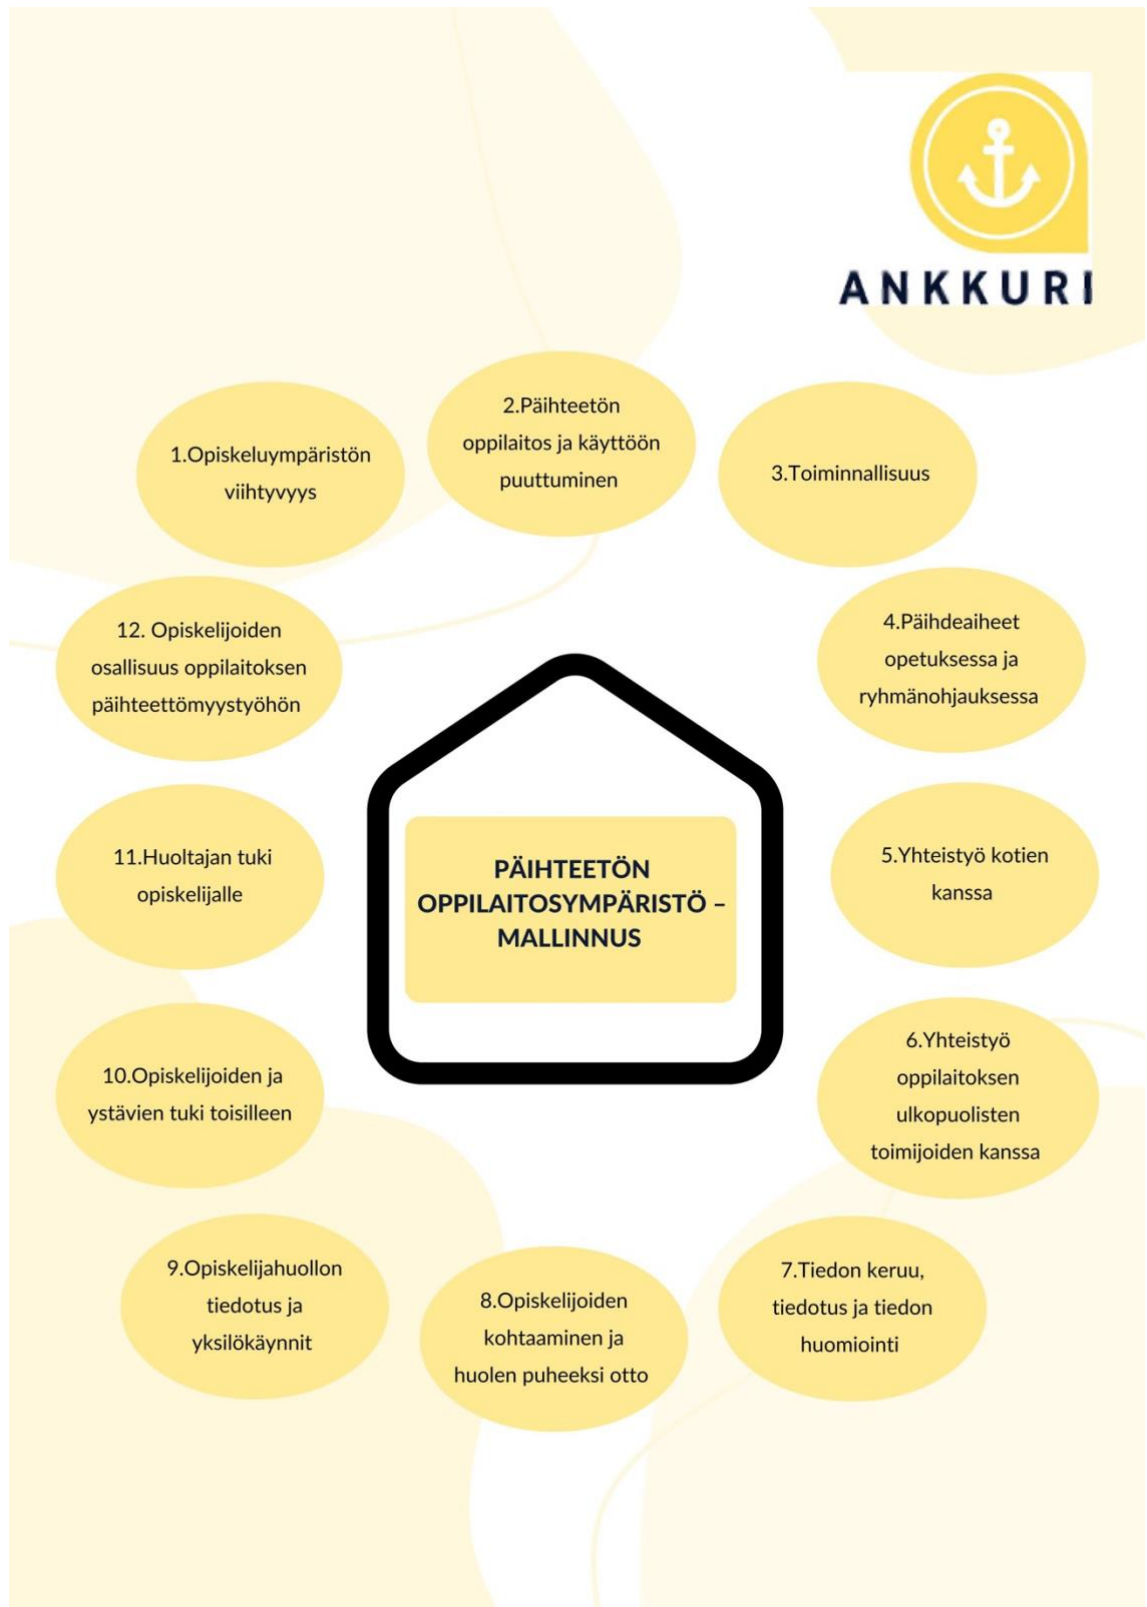 ANKKURI
1.Opiskeluympäristön
viihtyvyys
2.Päihteetön
oppilaitos ja käyttöön
puuttuminen
3.Toiminnallisuus
4.Päihdeaiheet
opetuksessa ja
ryhmänohjauksessa
5.Yhteistyö kotien
kanssa
6.Yhteistyö
oppilaitoksen
ulkopuolisten
toimijoiden kanssa
7.Tiedon keruu,
tiedotus ja tiedon
huomiointi
8.Opiskelijoiden
kohtaaminen ja
huolen puheeksi otto
9.Opiskelijahuollon
tiedotus ja
yksilökäynnit
10.Opiskelijoiden ja
ystävien tuki toisilleen
11.Huoltajan tuki
opiskelijalle
12. Opiskelijoiden
osallisuus oppilaitoksen
päihteettömyystyöhön
PÄIHTEETÖN
OPPILAITOSYMPÄRISTÖ –
MALLINNUS